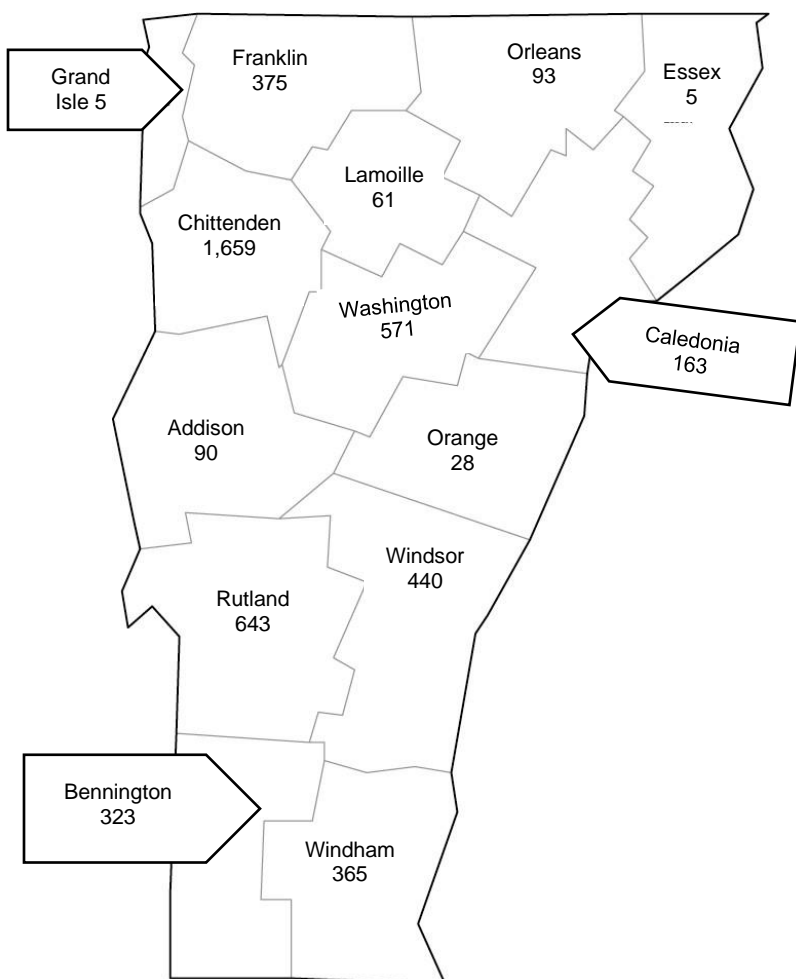 Franklin
375
Orleans
93
Essex
5
Grand
Isle 5
Lamoille
61
Chittenden
1,659
Washington
571
Caledonia
163
Addison
90
Orange
28
Windsor
440
Rutland
643
Bennington
323
Windham
365